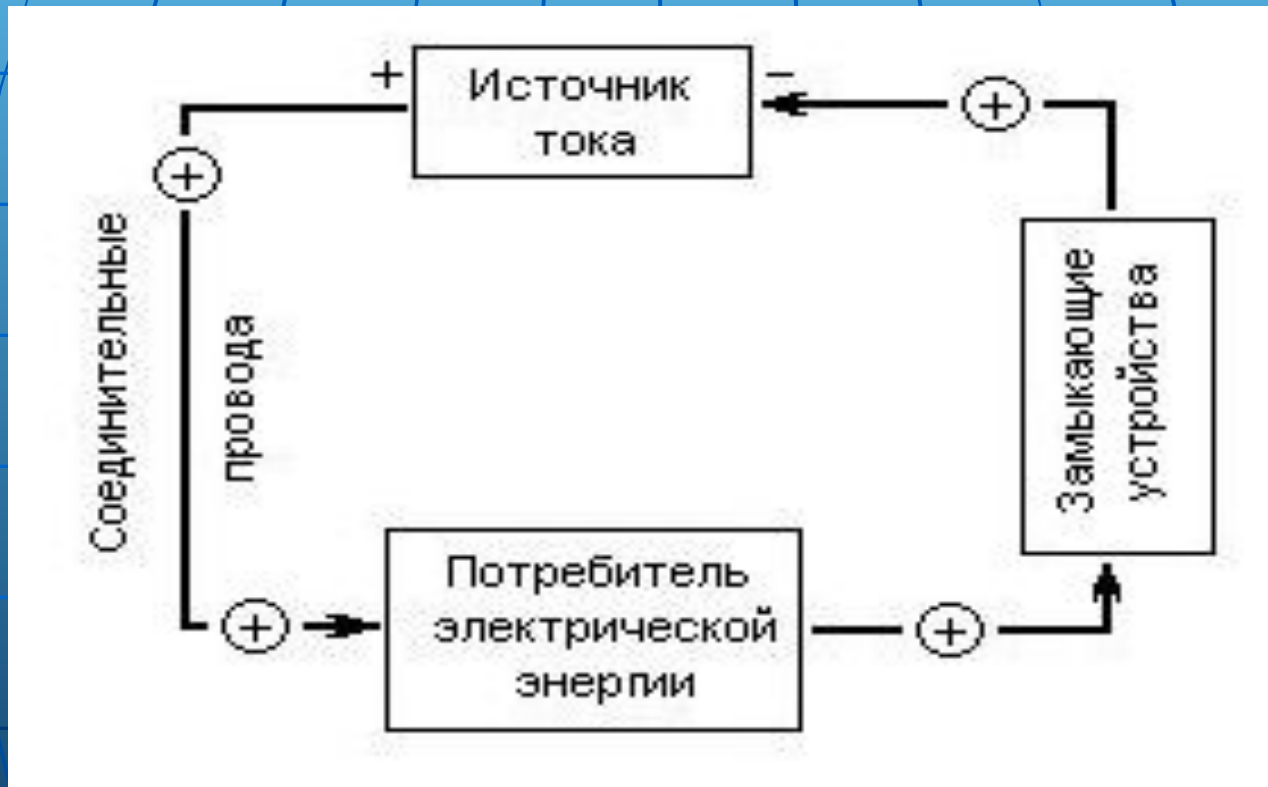 +
Источник
тока
–
+
+
Соединительные
провода
Замыкающие
устройства
+
Потребитель
электрической
энергии
+